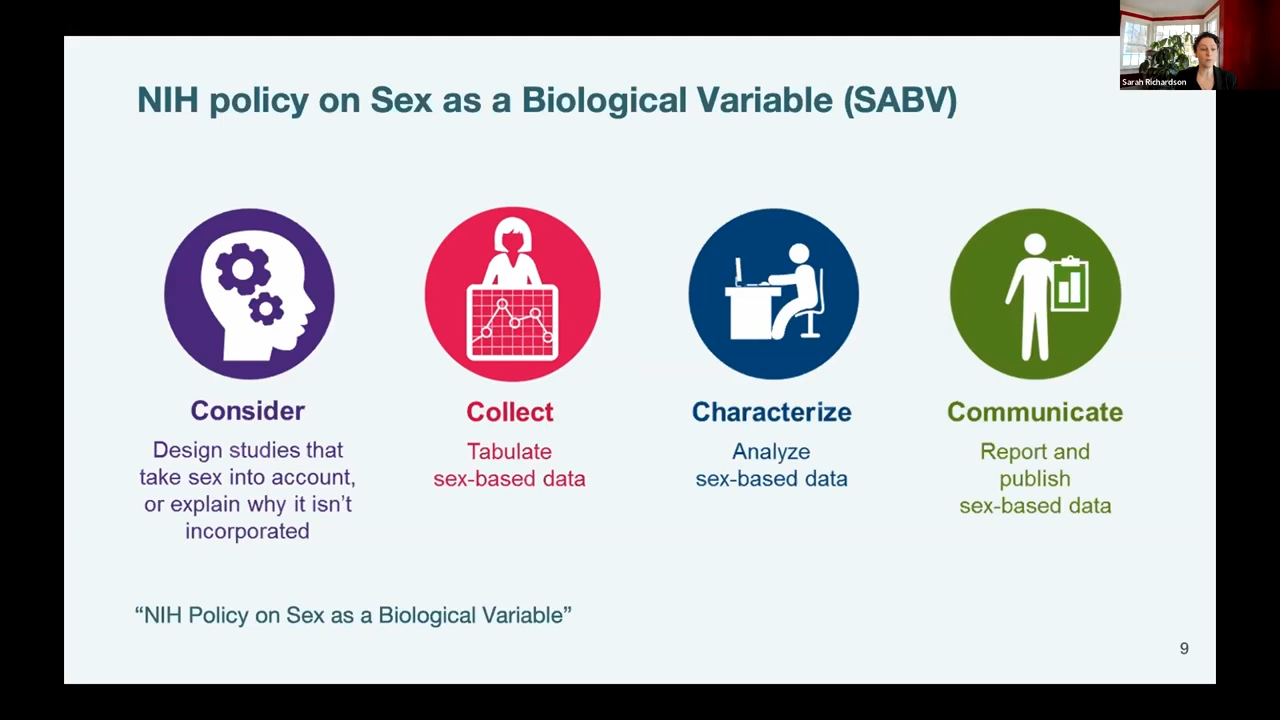 Sarah Richardson
NIH policy on Sex as a Biological Variable (SABV)
Consider
Design studies that
take sex into account,
or explain why it isn’t
incorporated
Collect
Tabulate
sex-based data
Characterize
Analyze
sex-based data
Communicate
Report and
publish
sex-based data
“NIH Policy on Sex as a Biological Variable”
9